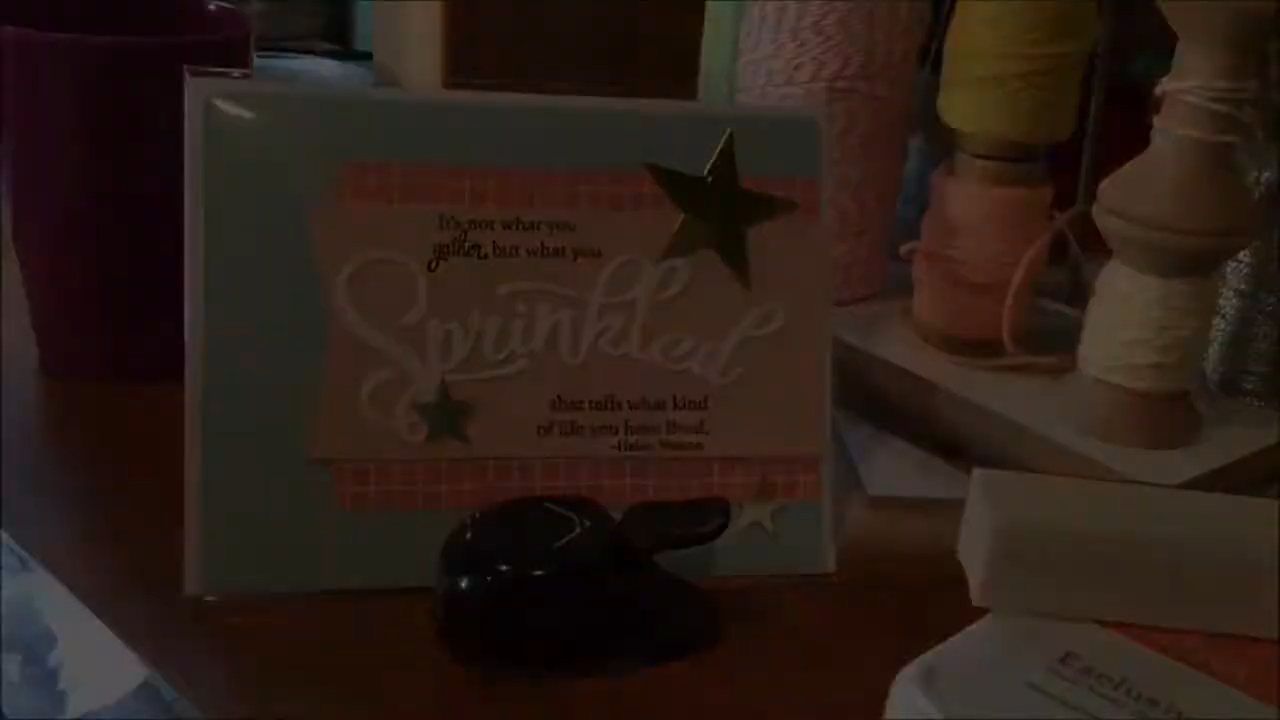 It's not what you
gather, but what you
Sprinkled
that tells what kind
of life you have lived.